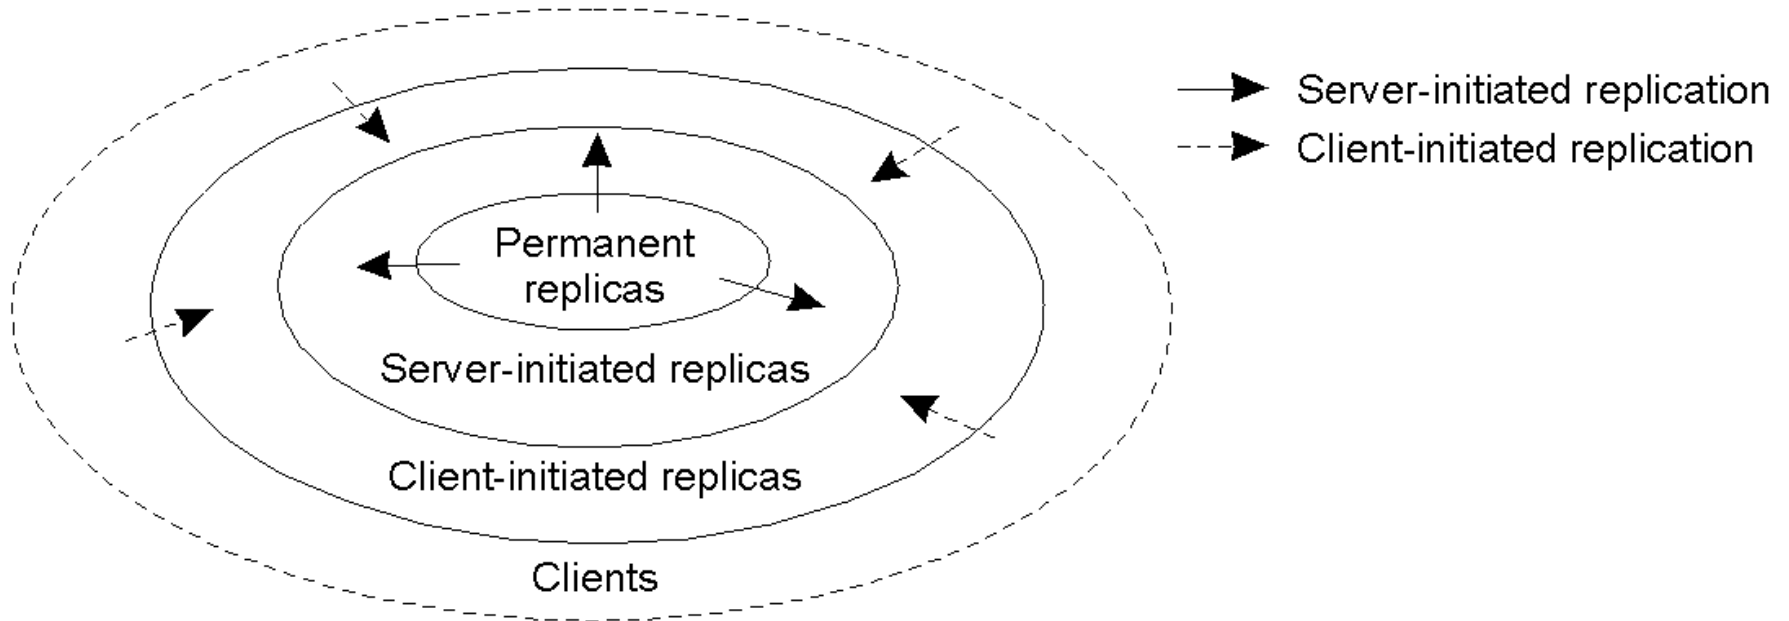 Server-initiated replication
Client-initiated replication
Permanent
replicas
Server-initiated replicas
Client-initiated replicas
Clients